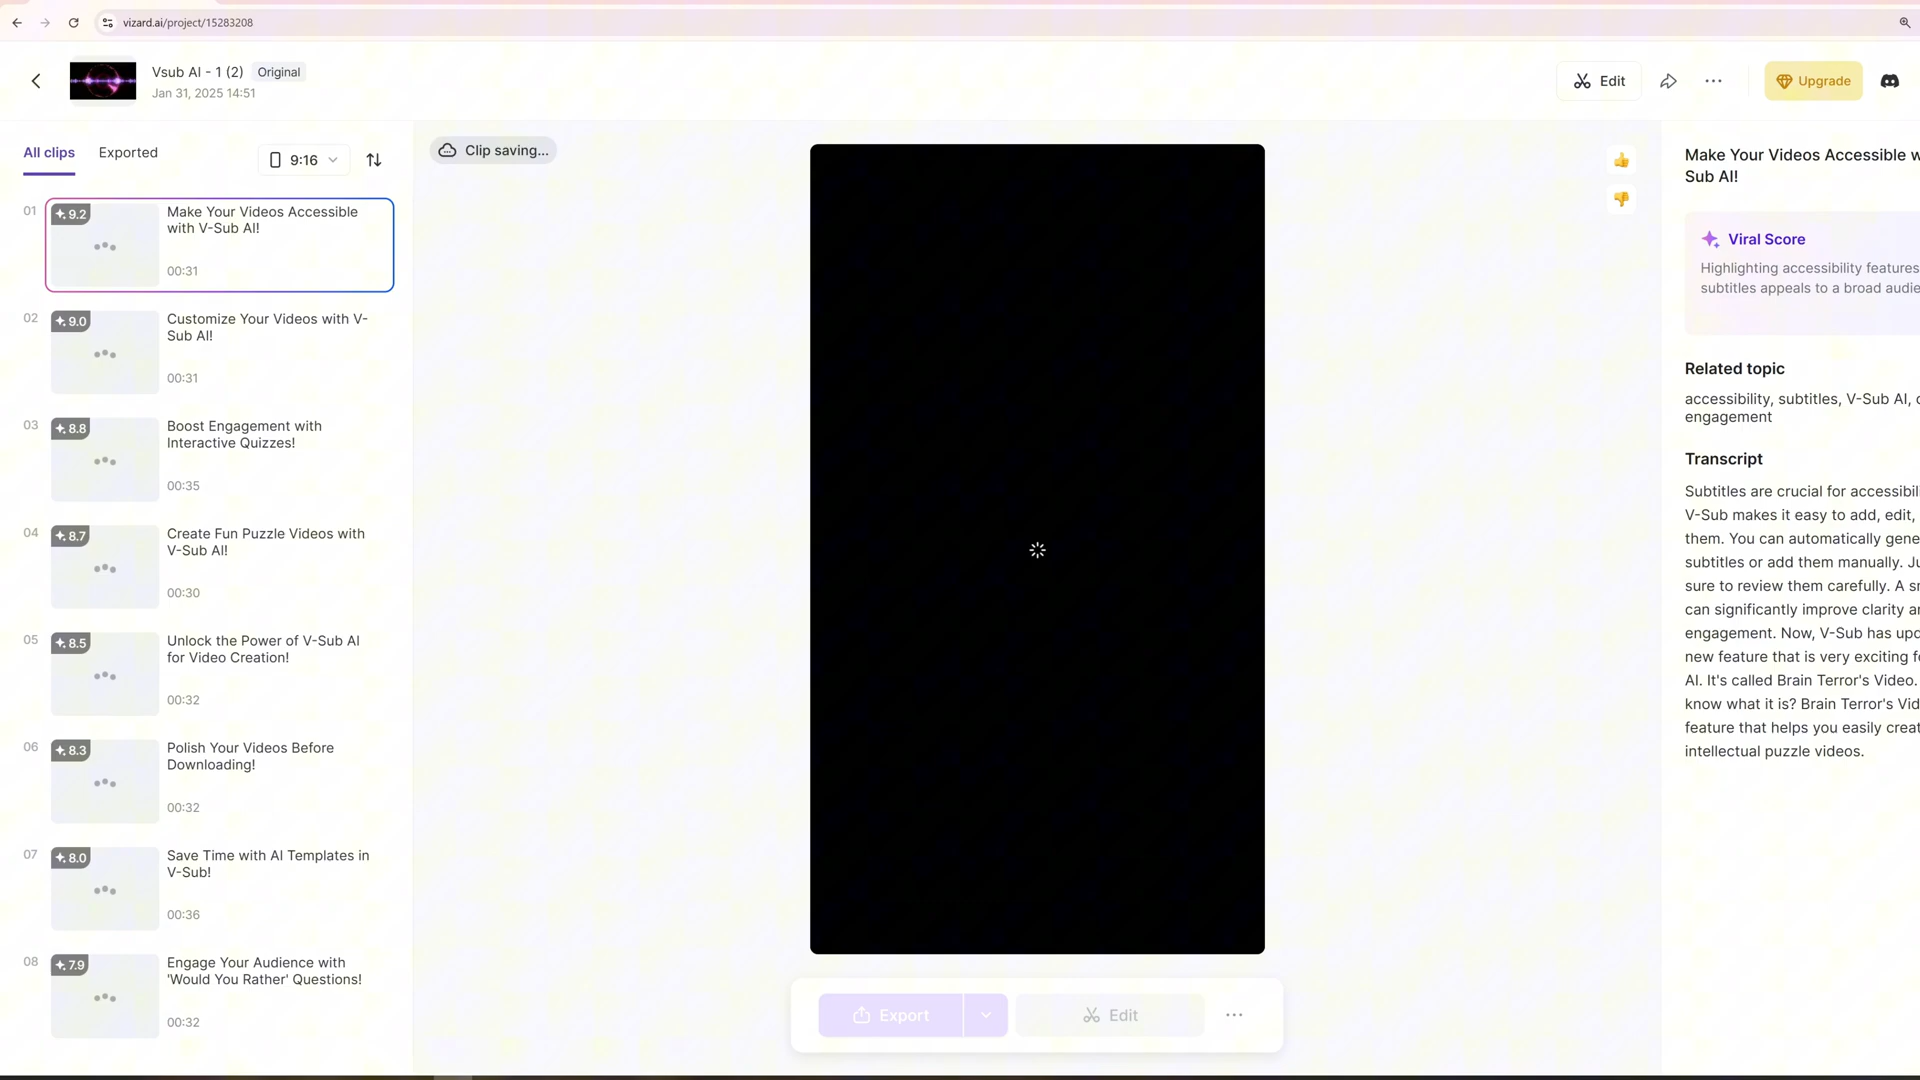 vizard.ai/project/15283208
Vsub AI - 1 (2)
Original
Jan 31, 2025 14:51
Edit
Upgrade
All clips
Exported
9:16
01
9.2
Make Your Videos Accessible
with V-Sub AI!
00:31
02
9.0
Customize Your Videos with V-
Sub AI!
00:31
03
8.8
Boost Engagement with
Interactive Quizzes!
00:35
04
8.7
Create Fun Puzzle Videos with
V-Sub AI!
00:30
05
8.5
Unlock the Power of V-Sub AI
for Video Creation!
00:32
06
8.3
Polish Your Videos Before
Downloading!
00:32
07
8.0
Save Time with AI Templates in
V-Sub!
00:36
08
7.9
Engage Your Audience with
'Would You Rather' Questions!
00:32
Clip saving...
Export
Edit
Make Your Videos Accessible
Sub AI!
Viral Score
Highlighting accessibility features
subtitles appeals to a broad
Related topic
accessibility, subtitles, V-Sub AI,
engagement
Transcript
Subtitles are crucial for
V-Sub makes it easy to add, edit,
them. You can automatically
subtitles or add them manually.
sure to review them carefully. A
can significantly improve clarity
engagement. Now, V-Sub has
new feature that is very exciting
AI. It's called Brain Terror's Video.
know what it is? Brain Terror's
feature that helps you easily
intellectual puzzle videos.